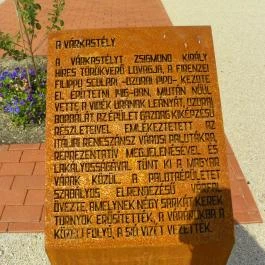 A VÁRKASTÉLY
A VÁRKASTÉLYT ZSIGMOND KIRÁLY
HÍRES TÖRÖKVERŐ LOVAGJA, A FIRENZEI
FILIPPO SCOLARI -OZORAI PIPO- KEZDTE
EL ÉPÍTTETNI 1416-BAN, MIUTÁN NŐÜL
VETTE A VIDÉK URÁNAK LEÁNYÁT, OZORAI
BORBÁLÁT. AZ ÉPÜLET GAZDAG KIKÉPZÉSŰ
RÉSZLETEIVEL EMLÉKEZTETETT AZ
ITÁLIAI RENESZÁNSZ VÁROSI PALOTÁKRA,
REPREZENTATÍV MEGJELENÉSÉVEL ÉS
LAKÁLYOSSÁGÁVAL TŰNT KI A MAGYAR
VÁRAK KÖZÜL. A PALOTAÉPÜLETET
SZABÁLYOS ELRENDEZÉSŰ VÁRFAL
ÖVEZTE, AMELYNEK NÉGY SARKÁT KEREK
TORNYOK ERŐSÍTETTÉK, A VÁRÁROKBA A
KÖZELI FOLYÓ, A SIÓ VIZÉT VEZETTÉK.